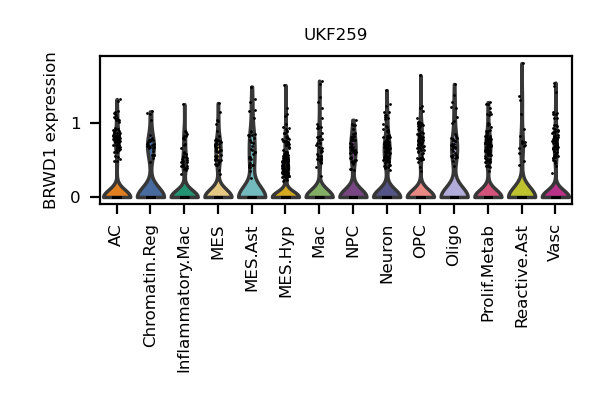 UKF259
BRWD1 expression
1
0
AC
Chromatin.Reg
Inflammatory.Mac
MES
MES.Ast
MES.Hyp
Mac
NPC
Neuron
OPC
Oligo
Prolif.Metab
Reactive.Ast
Vasc